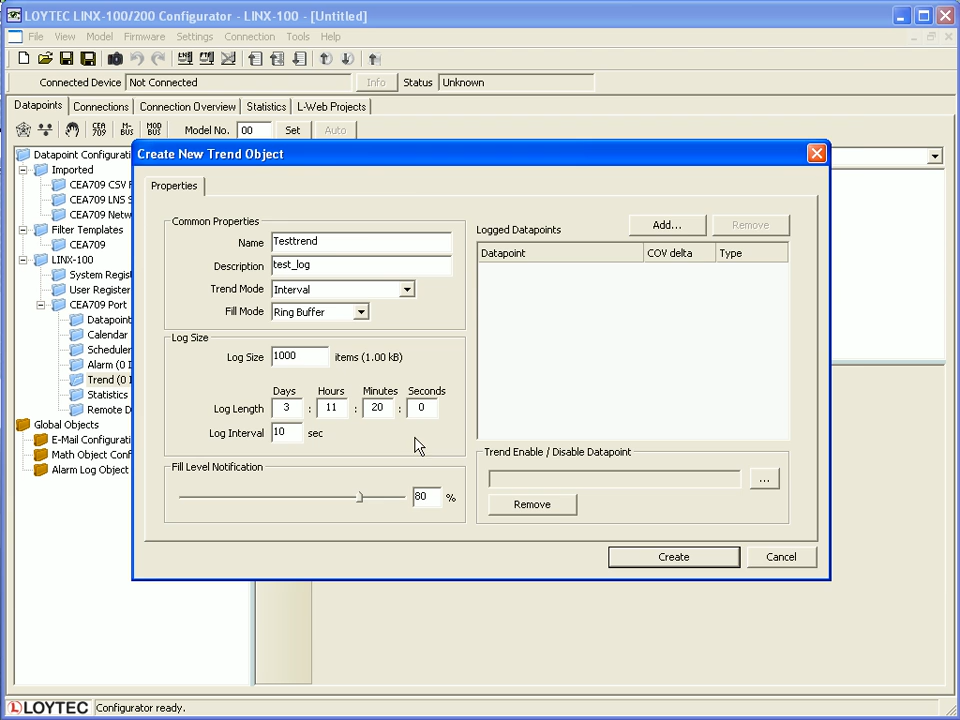 LOYTEC LINX-100/200 Configurator - LINX-100 - [Untitled]
File View Model Firmware Settings Connection Tools Help
Connected Device Not Connected Info Status Unknown
Datapoints Connections Connection Overview Statistics L-Web Projects
CEA 709 M-BUS MOD BUS Model No. 00 Set Auto
Datapoint Configurati
Imported
CEA709 CSV F
CEA709 LNS S
CEA709 Netw
Filter Templates
CEA709
LINX-100
System Regist
User Register
CEA709 Port
Datapoint
Calendar
Scheduler
Alarm (0 I
Trend (0 I
Statistics
Remote D
Global Objects
E-Mail Configurati
Math Object Conf
Alarm Log Object
Create New Trend Object
Properties
Common Properties
Name Testtrend
Description test_log
Trend Mode Interval
Fill Mode Ring Buffer
Log Size
Log Size 1000 items (1.00 kB)
Days Hours Minutes Seconds
Log Length 3 : 11 : 20 : 0
Log Interval 10 sec
Fill Level Notification
80 %
Logged Datapoints Add... Remove
Datapoint COV delta Type
Trend Enable / Disable Datapoint
...
Remove
Create Cancel
LOYTEC Configurator ready.